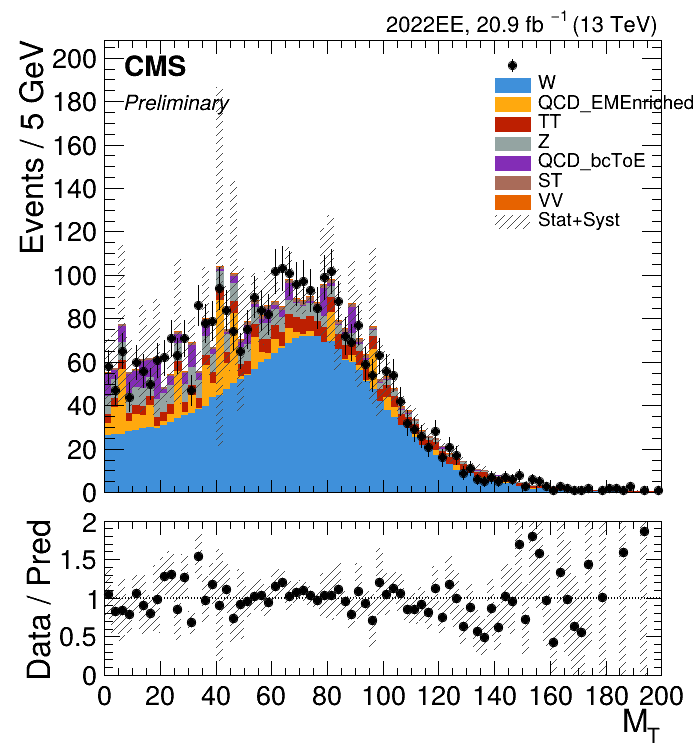 2022EE, 20.9 fb ⁻¹ (13 TeV)
CMS
Preliminary
W
QCD_EMEnriched
TT
Z
QCD_bcToE
ST
VV
Stat+Syst
Events / 5 GeV
200
180
160
140
120
100
80
60
40
20
0
Data / Pred
2
1.5
1
0.5
0
0 20 40 60 80 100 120 140 160 180 200
M_T